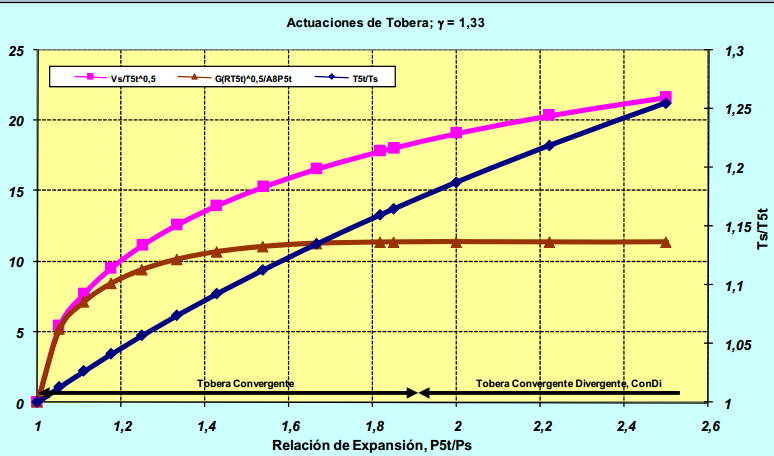 Actuaciones de Tobera; γ = 1,33
25
20
15
10
5
0
Vs/T5t^0,5
G(RT5t)^0,5/A8P5t
T5t/Ts
1,3
1,25
1,2
1,15
1,1
1,05
1
Ts/T5t
Tobera Convergente
Tobera Convergente Divergente, ConDi
1 1,2 1,4 1,6 1,8 2 2,2 2,4 2,6
Relación de Expansión, P5t/Ps